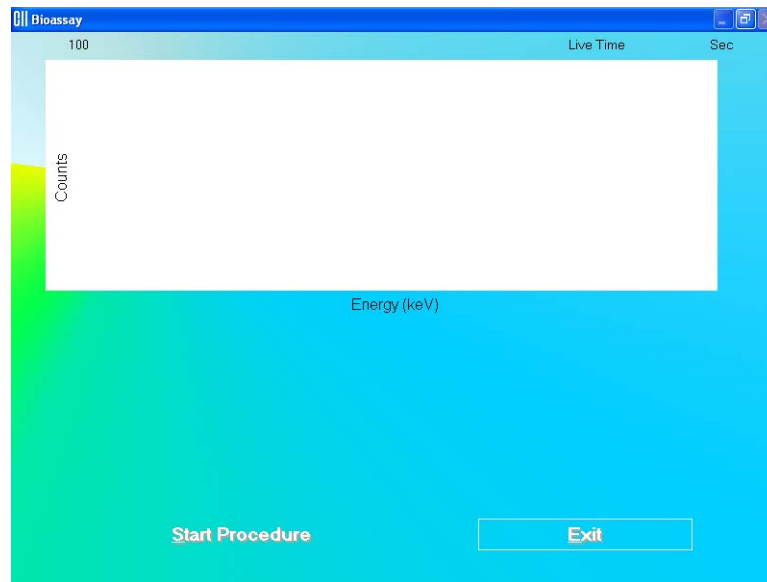 Bioassay
100 Live Time Sec
Counts
Energy (keV)
Start Procedure Exit